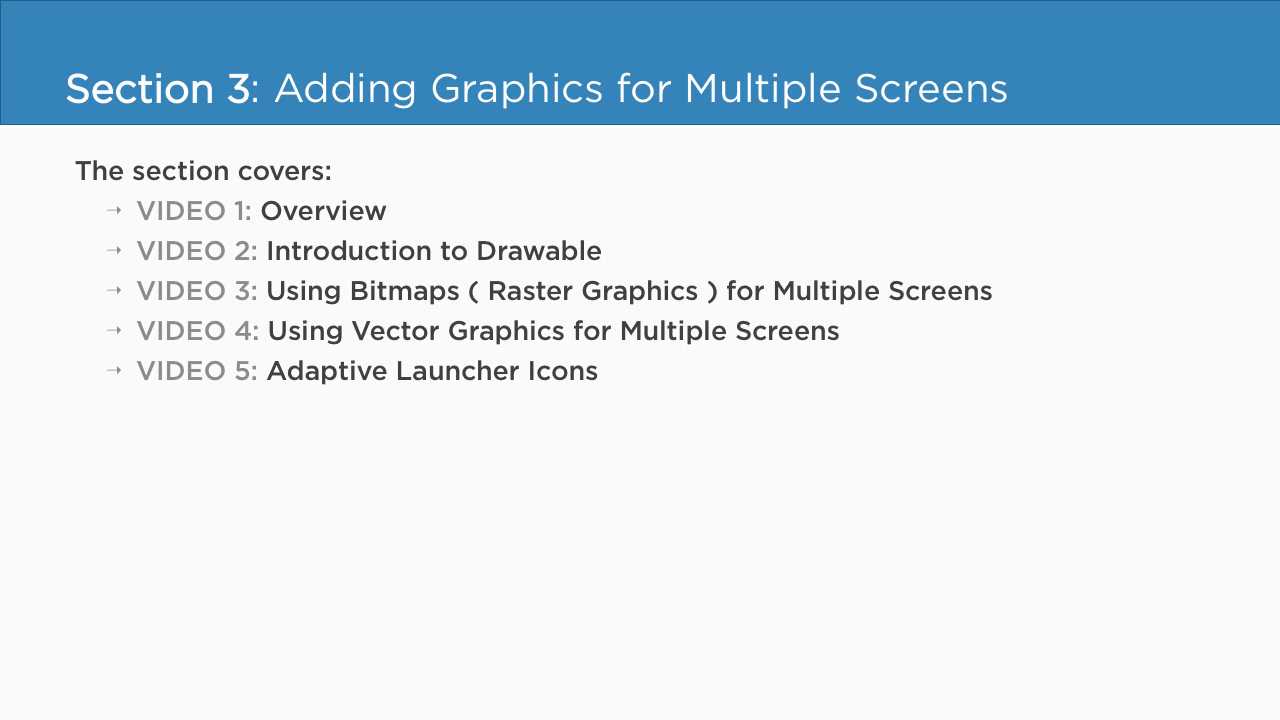 Section 3: Adding Graphics for Multiple Screens
The section covers:
➝ VIDEO 1: Overview
➝ VIDEO 2: Introduction to Drawable
➝ VIDEO 3: Using Bitmaps ( Raster Graphics ) for Multiple Screens
➝ VIDEO 4: Using Vector Graphics for Multiple Screens
➝ VIDEO 5: Adaptive Launcher Icons